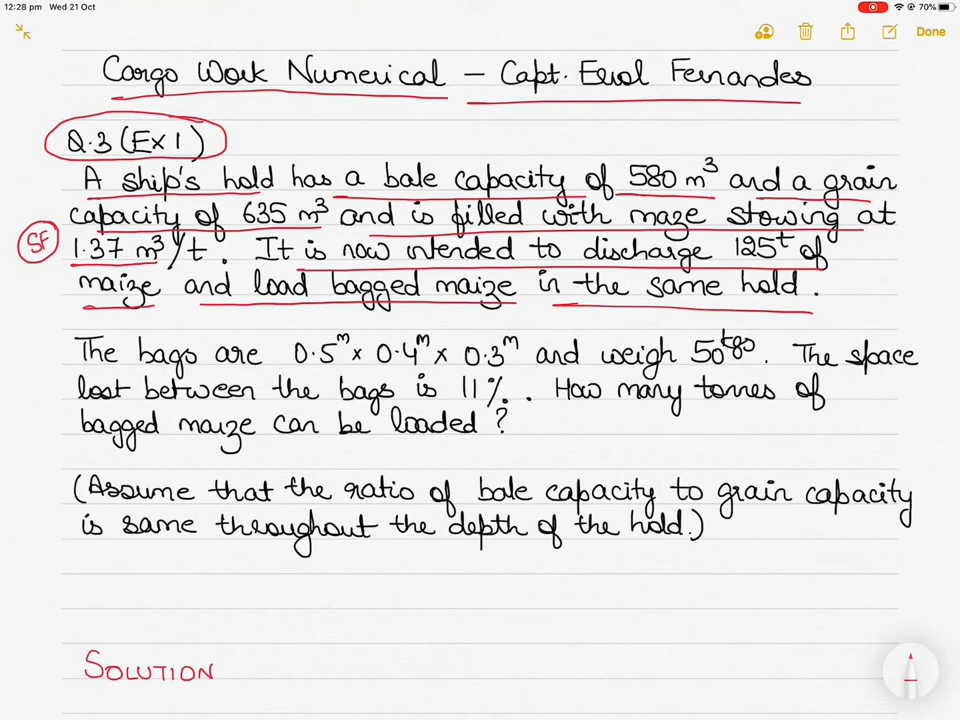 12:28 pm Wed 21 Oct 70%
Done
Cargo Work Numerical – Capt. Errol Fernandes
Q.3 (EX 1)
A ship's hold has a bale capacity of 580 m³ and a grain
capacity of 635 m³ and is filled with maze stowing at
SF 1.37 m³/t. It is now intended to discharge 125t of
maize and load bagged maize in the same hold.
The bags are 0.5m x 0.4m x 0.3m and weigh 50kgs. The space
lost between the bags is 11%. How many tonnes of
bagged maize can be loaded?
(Assume that the ratio of bale capacity to grain capacity
is same throughout the depth of the hold.)
SOLUTION